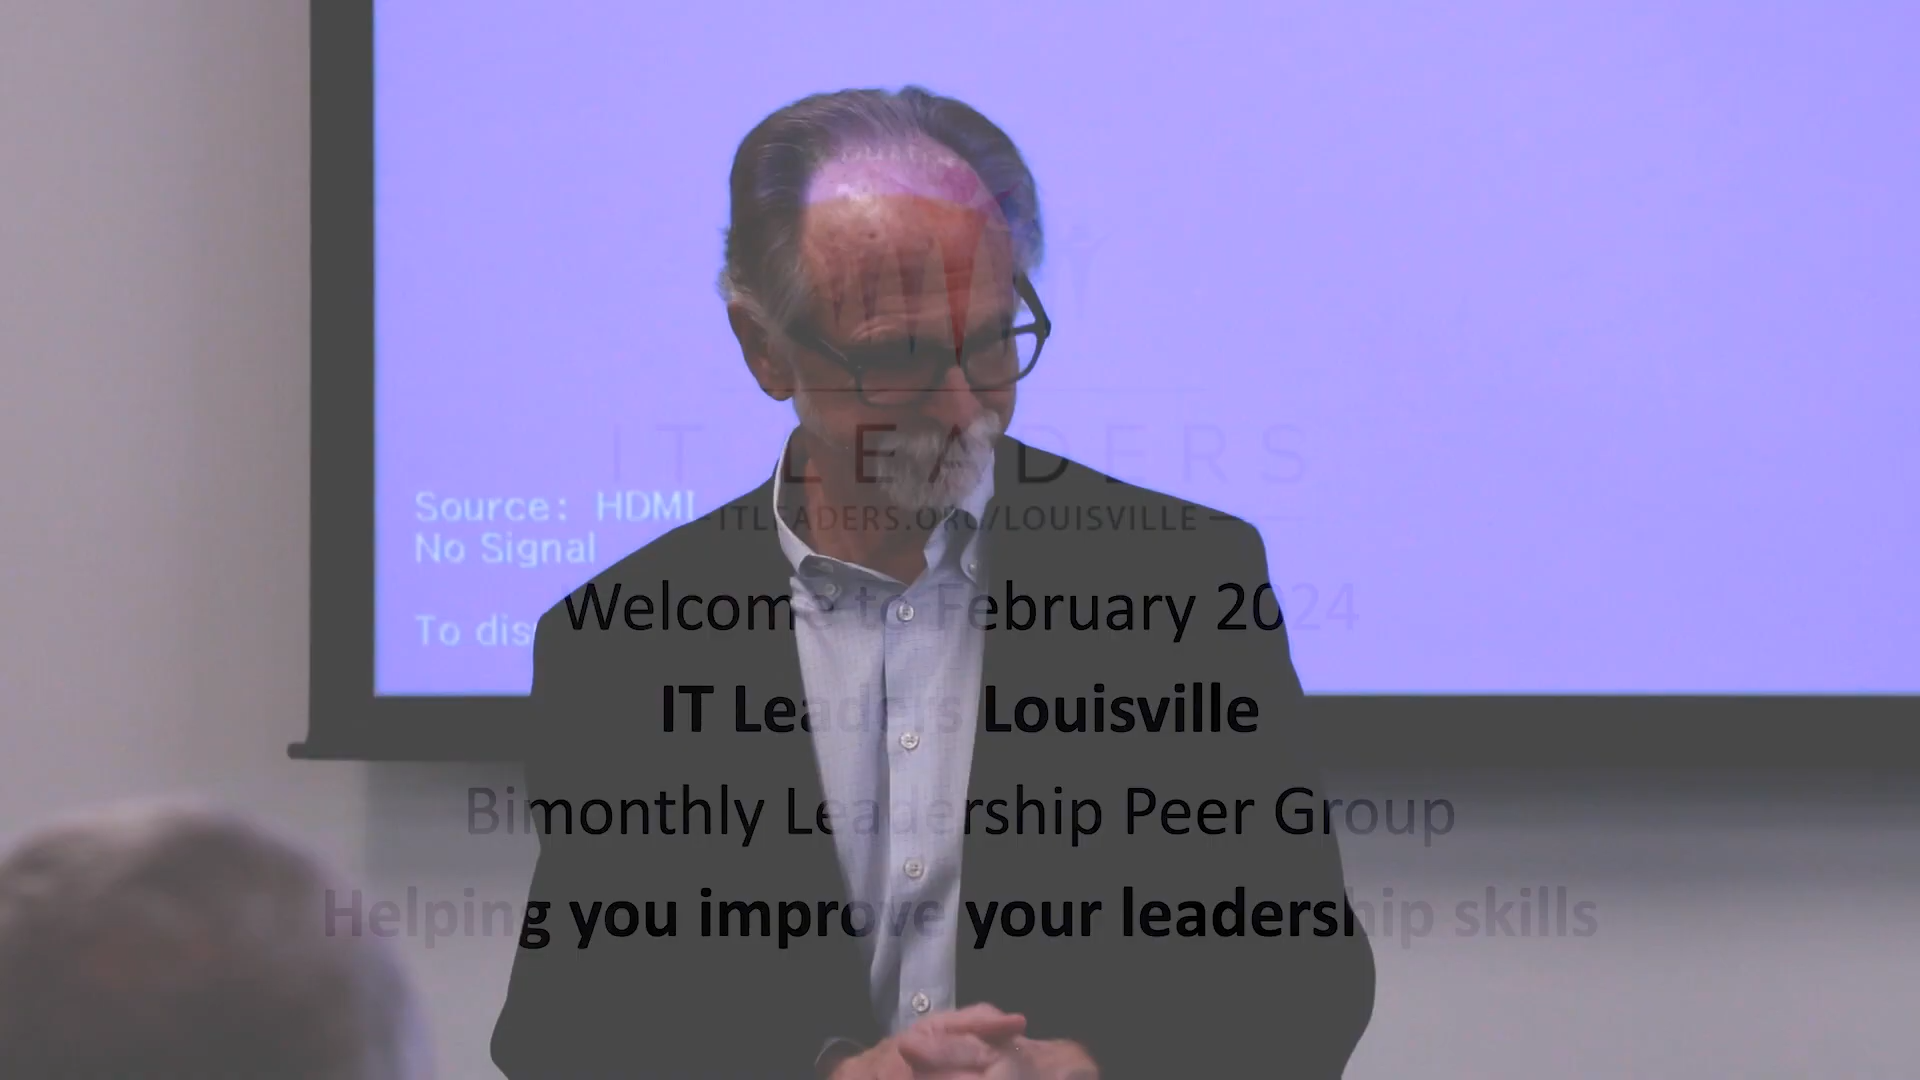 IT LEADERS
ITLEADERS.ORG/LOUISVILLE
Source: HDMI
No Signal
Welcome to February 2024
To
IT Leaders Louisville
Bimonthly Leadership Peer Group
Helping you improve your leadership skills